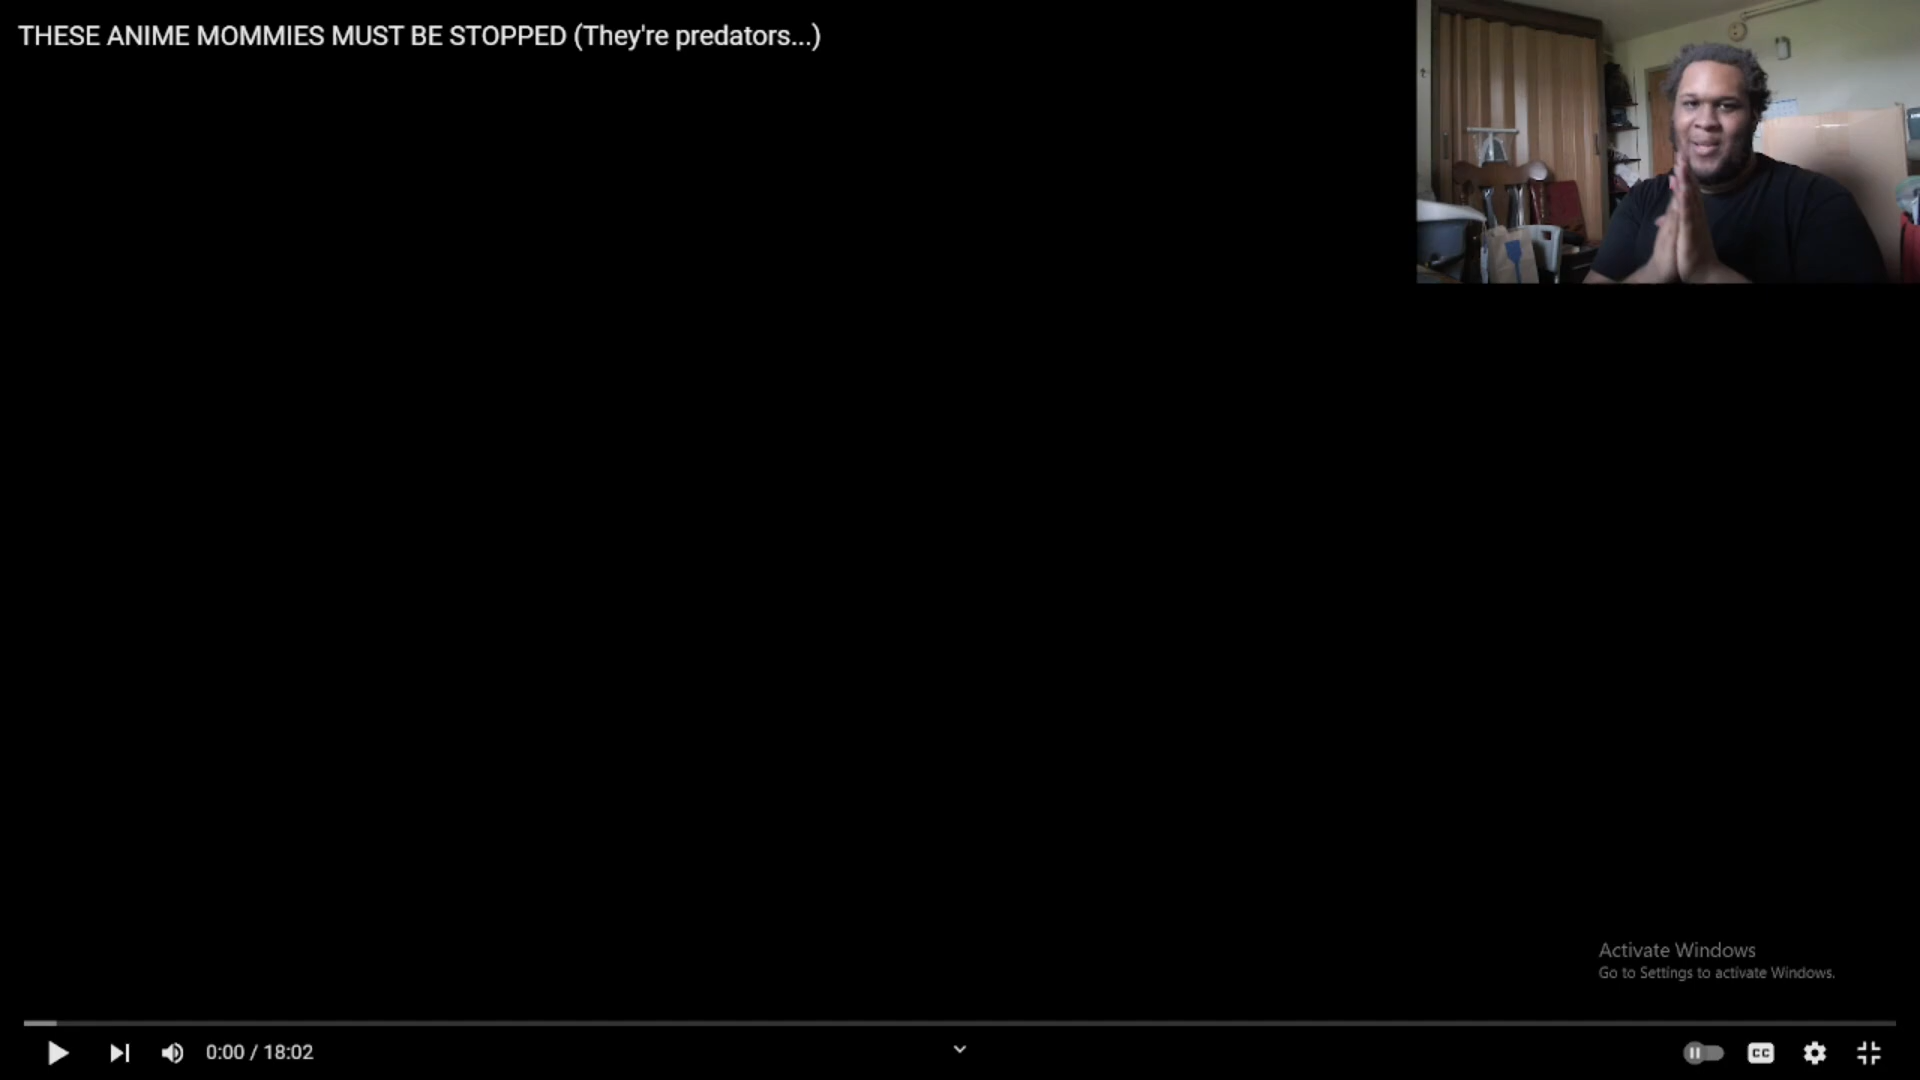 THESE ANIME MOMMIES MUST BE STOPPED (They're predators...)
Activate Windows
Go to Settings to activate Windows.
0:00 / 18:02
CC